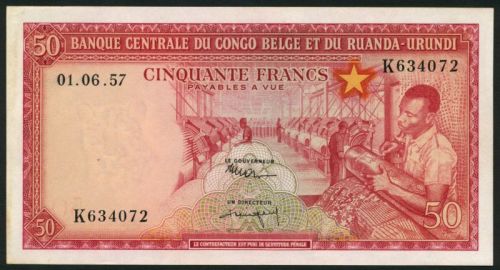 50 BANQUE CENTRALE DU CONGO BELGE ET DU RUANDA-URUNDI 50
01.06.57
CINQUANTE FRANCS
PAYABLES A VUE
K634072
LE GOUVERNEUR
UN DIRECTEUR
K634072
50
50
LE CONTREFACTEUR EST PUNI DE SERVITUDE PÉNALE